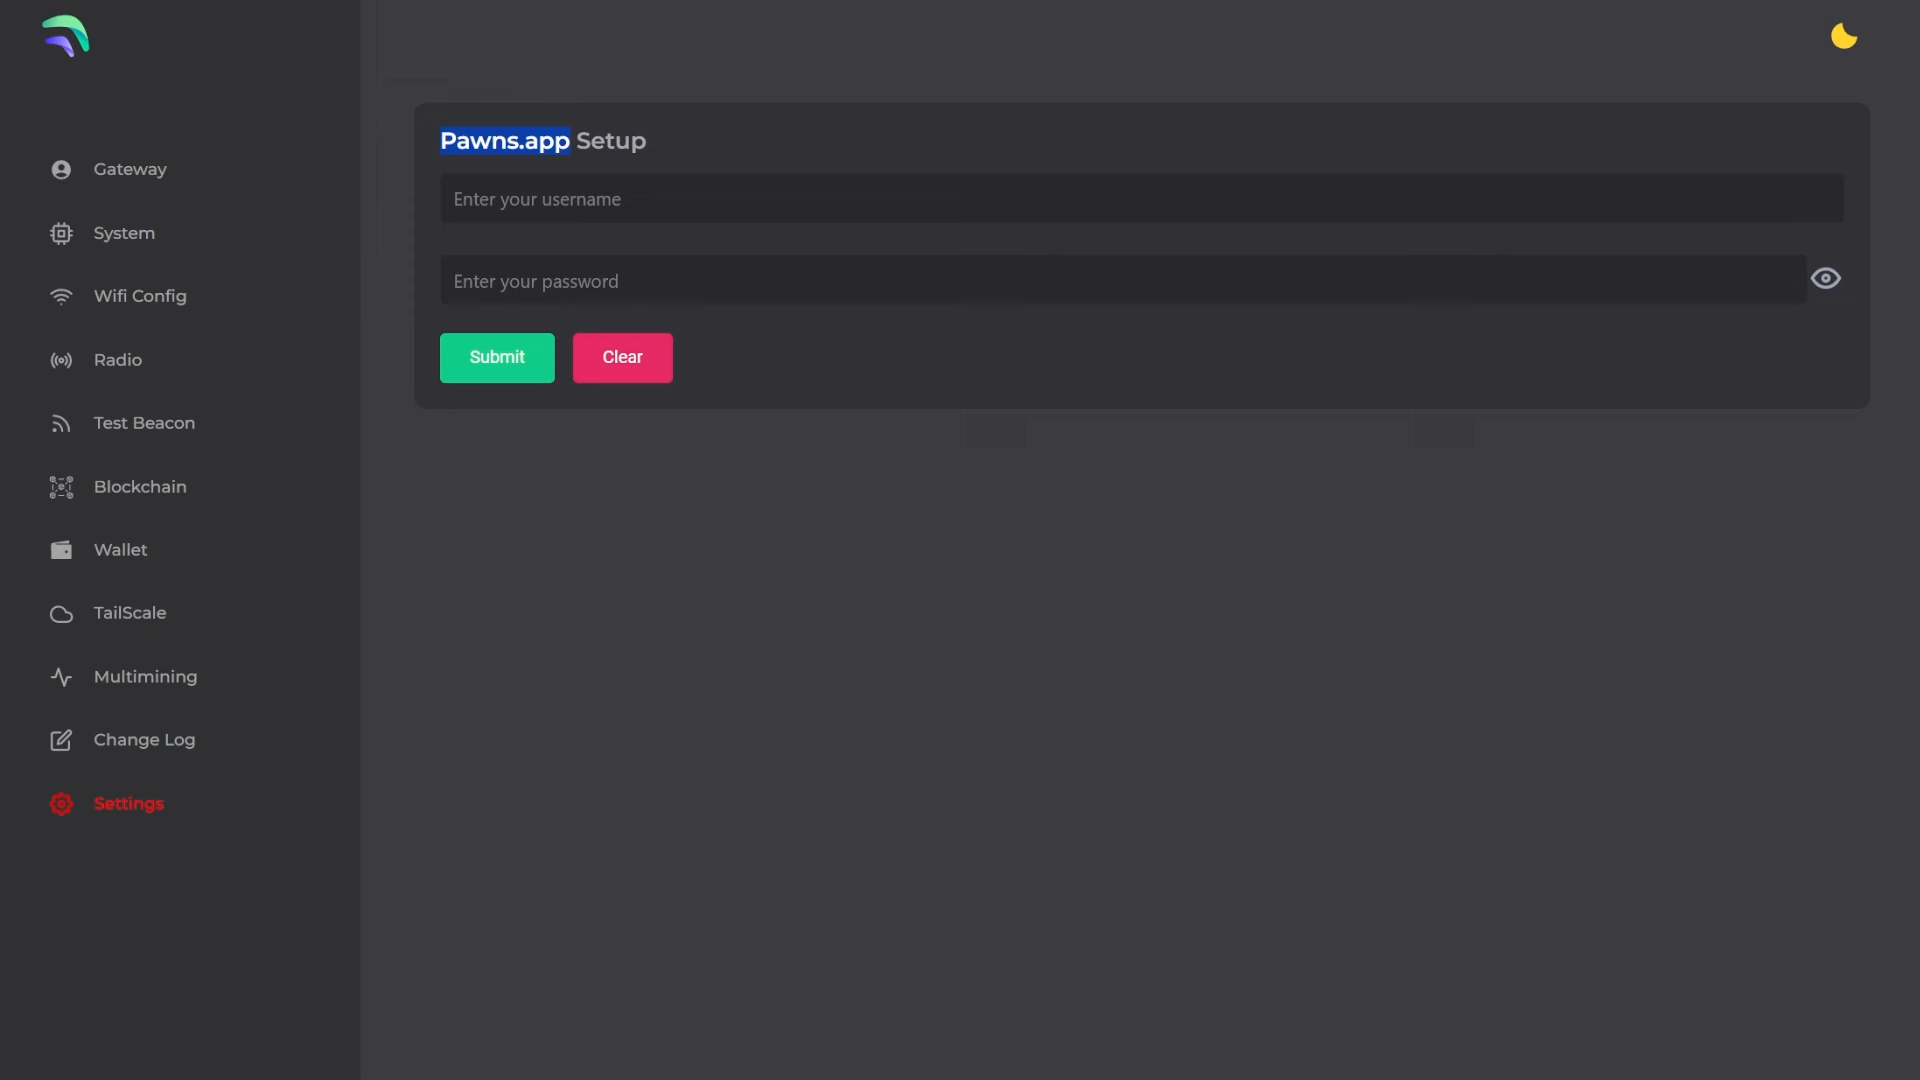 Gateway
System
Wifi Config
Radio
Test Beacon
Blockchain
Wallet
TailScale
Multimining
Change Log
Settings
Pawns.app Setup
Enter your username
Enter your password
Submit
Clear